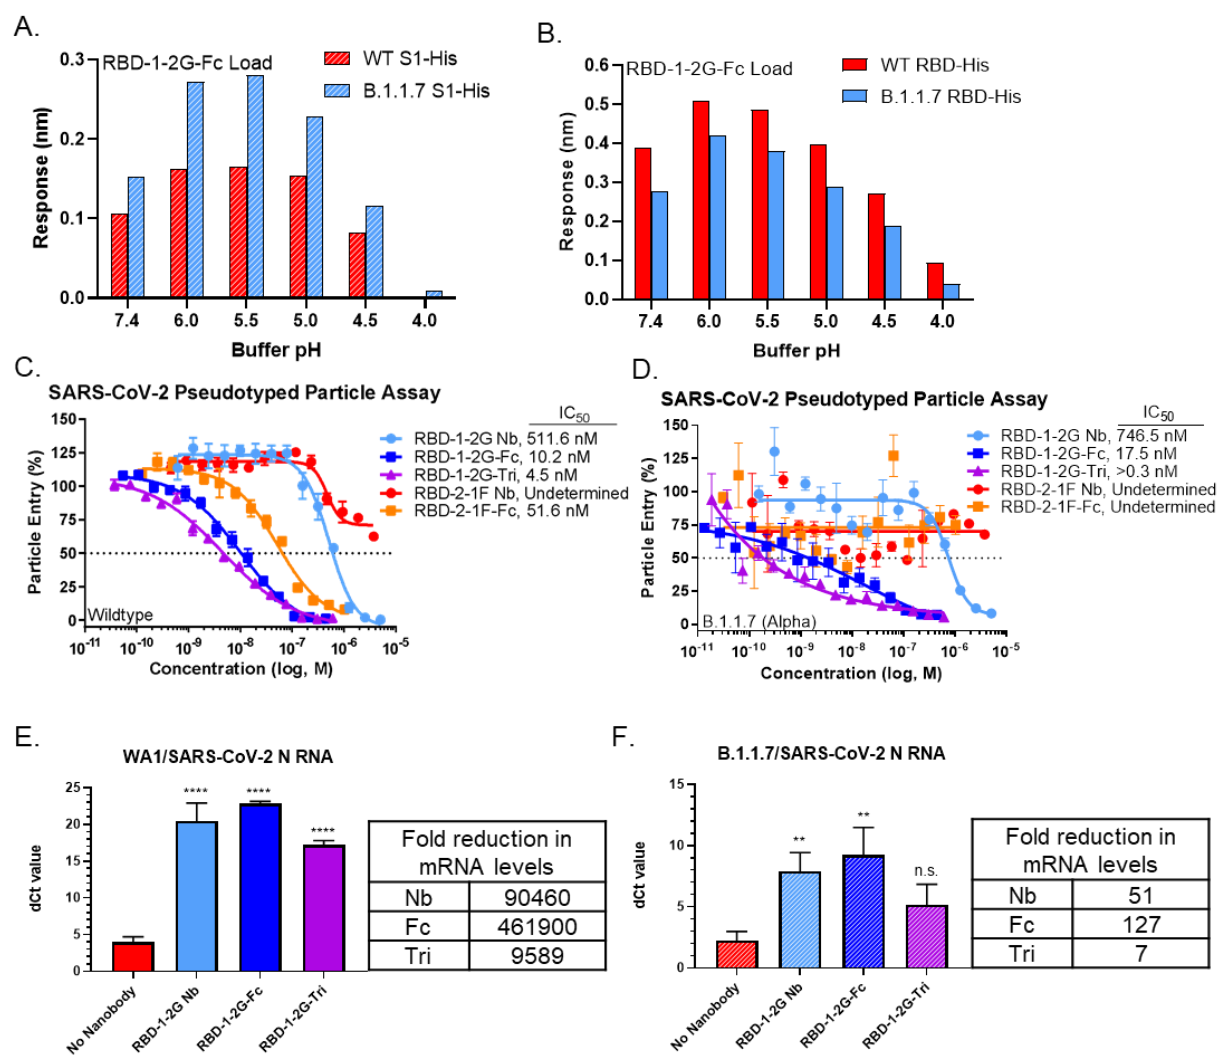 A.
RBD-1-2G-Fc Load
WT S1-His
B.1.1.7 S1-His
Response (nm)
0.3
0.2
0.1
0.0
7.4 6.0 5.5 5.0 4.5 4.0
Buffer pH
B.
RBD-1-2G-Fc Load
WT RBD-His
B.1.1.7 RBD-His
Response (nm)
0.6
0.5
0.4
0.3
0.2
0.1
0.0
7.4 6.0 5.5 5.0 4.5 4.0
Buffer pH
C.
SARS-CoV-2 Pseudotyped Particle Assay
IC50
RBD-1-2G Nb, 511.6 nM
RBD-1-2G-Fc, 10.2 nM
RBD-1-2G-Tri, 4.5 nM
RBD-2-1F Nb, Undetermined
RBD-2-1F-Fc, 51.6 nM
Particle Entry (%)
150
125
100
75
50
25
0
Wildtype
10-11 10-10 10-9 10-8 10-7 10-6 10-5
Concentration (log, M)
D.
SARS-CoV-2 Pseudotyped Particle Assay
IC50
RBD-1-2G Nb, 746.5 nM
RBD-1-2G-Fc, 17.5 nM
RBD-1-2G-Tri, >0.3 nM
RBD-2-1F Nb, Undetermined
RBD-2-1F-Fc, Undetermined
Particle Entry (%)
150
125
100
75
50
25
0
B.1.1.7 (Alpha)
10-11 10-10 10-9 10-8 10-7 10-6 10-5
Concentration (log, M)
E.
WA1/SARS-CoV-2 N RNA
dCt value
25
20
15
10
5
0
**** **** ****
No Nanobody
RBD-1-2G Nb
RBD-1-2G-Fc
RBD-1-2G-Tri
Fold reduction in
mRNA levels
Nb 90460
Fc 461900
Tri 9589
F.
B.1.1.7/SARS-CoV-2 N RNA
dCt value
15
10
5
0
** ** n.s.
No Nanobody
RBD-1-2G Nb
RBD-1-2G-Fc
RBD-1-2G-Tri
Fold reduction in
mRNA levels
Nb 51
Fc 127
Tri 7